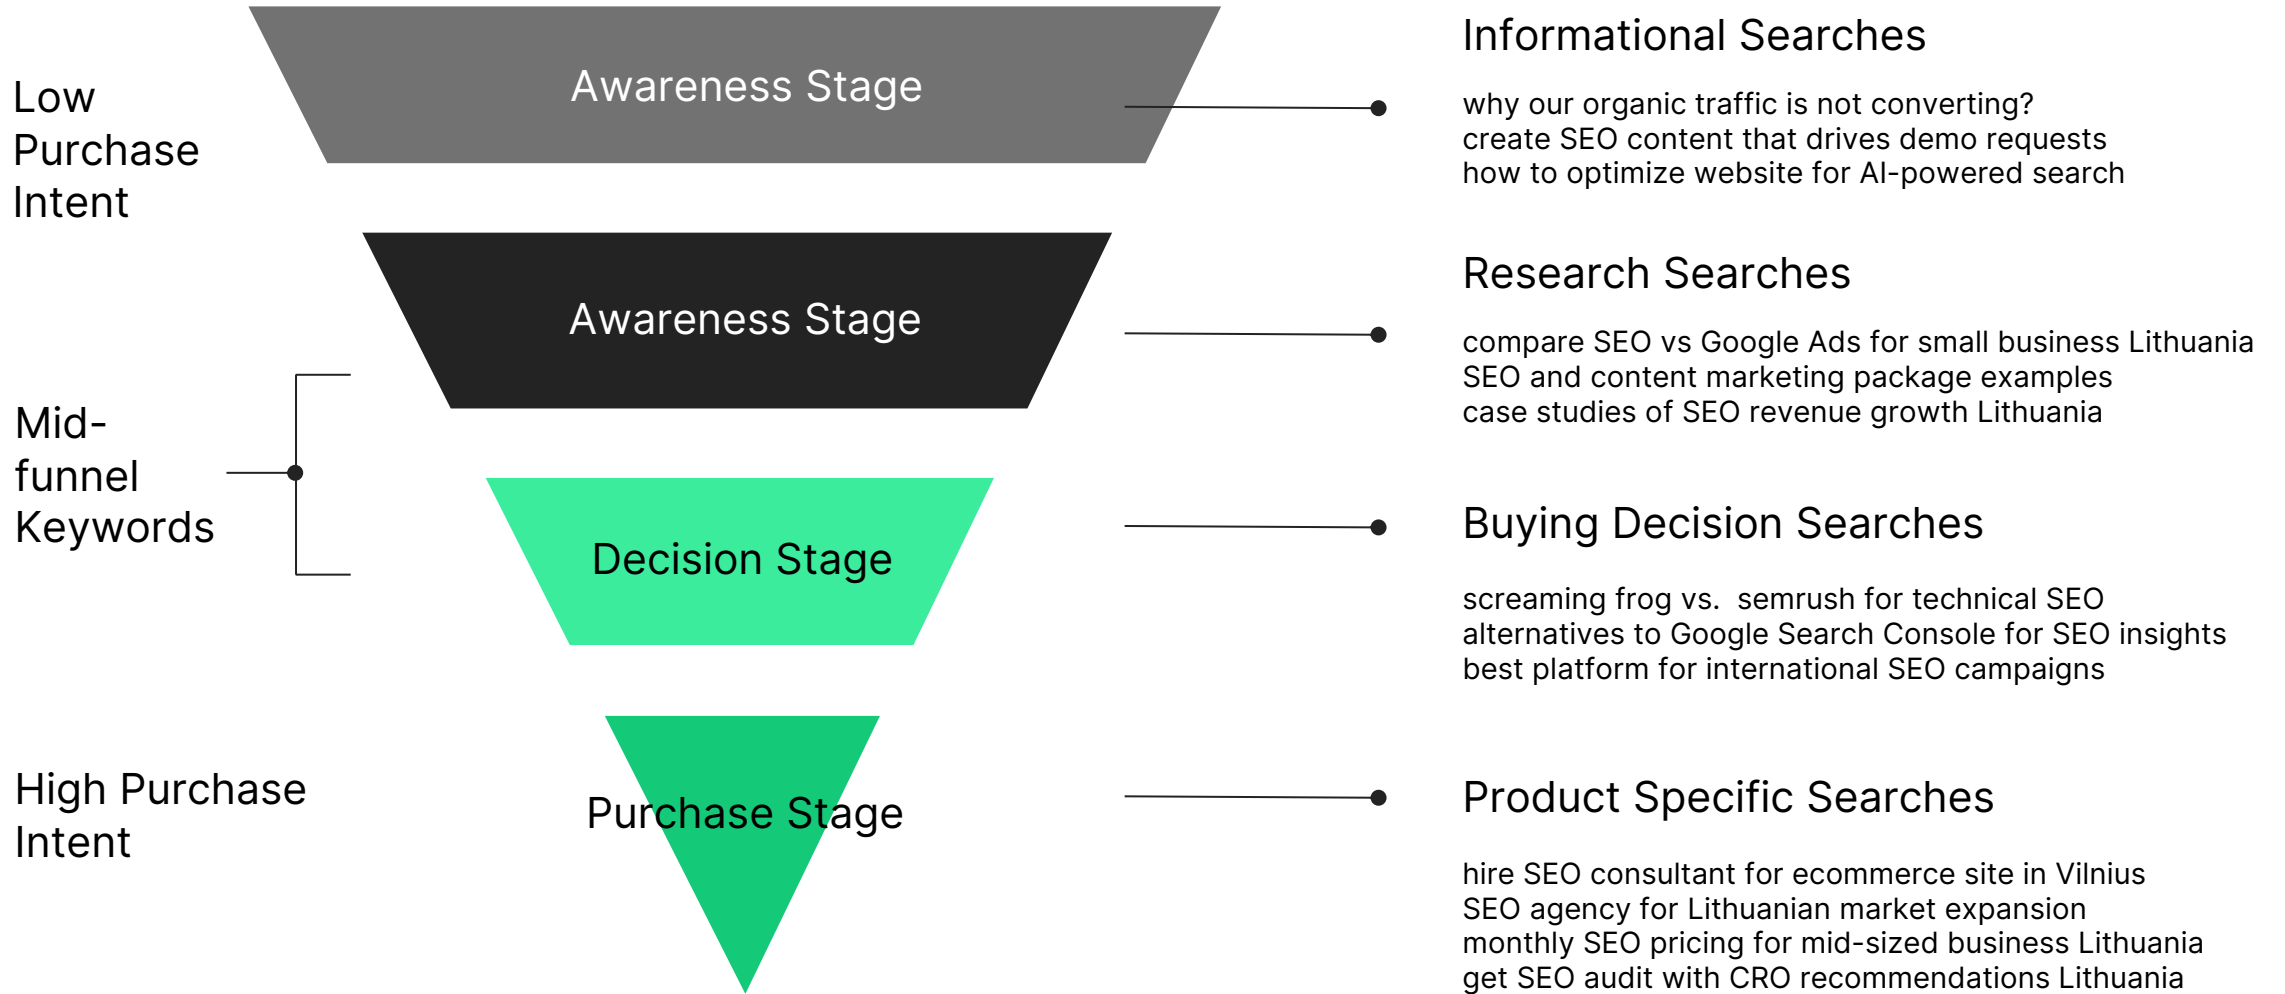 Low
Purchase
Intent
Awareness Stage
Informational Searches
why our organic traffic is not converting?
create SEO content that drives demo requests
how to optimize website for AI-powered search
Awareness Stage
Research Searches
compare SEO vs Google Ads for small business Lithuania
SEO and content marketing package examples
case studies of SEO revenue growth Lithuania
Mid-
funnel
Keywords
Decision Stage
Buying Decision Searches
screaming frog vs.  semrush for technical SEO
alternatives to Google Search Console for SEO insights
best platform for international SEO campaigns
High Purchase
Intent
Purchase Stage
Product Specific Searches
hire SEO consultant for ecommerce site in Vilnius
SEO agency for Lithuanian market expansion
monthly SEO pricing for mid-sized business Lithuania
get SEO audit with CRO recommendations Lithuania